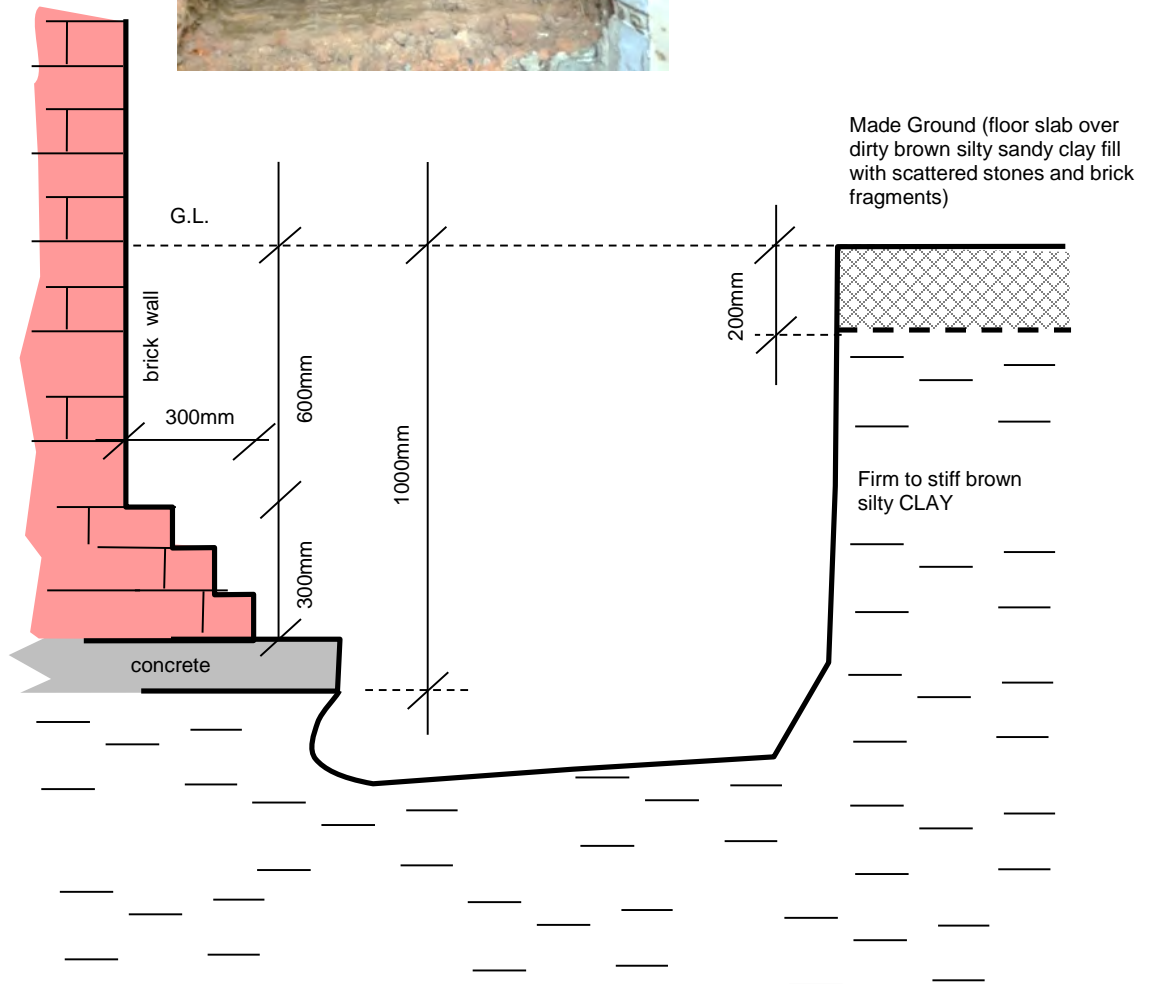 Made Ground (floor slab over
dirty brown silty sandy clay fill
with scattered stones and brick
fragments)
G.L.
200mm
brick wall
600mm
300mm
1000mm
Firm to stiff brown
silty CLAY
300mm
concrete